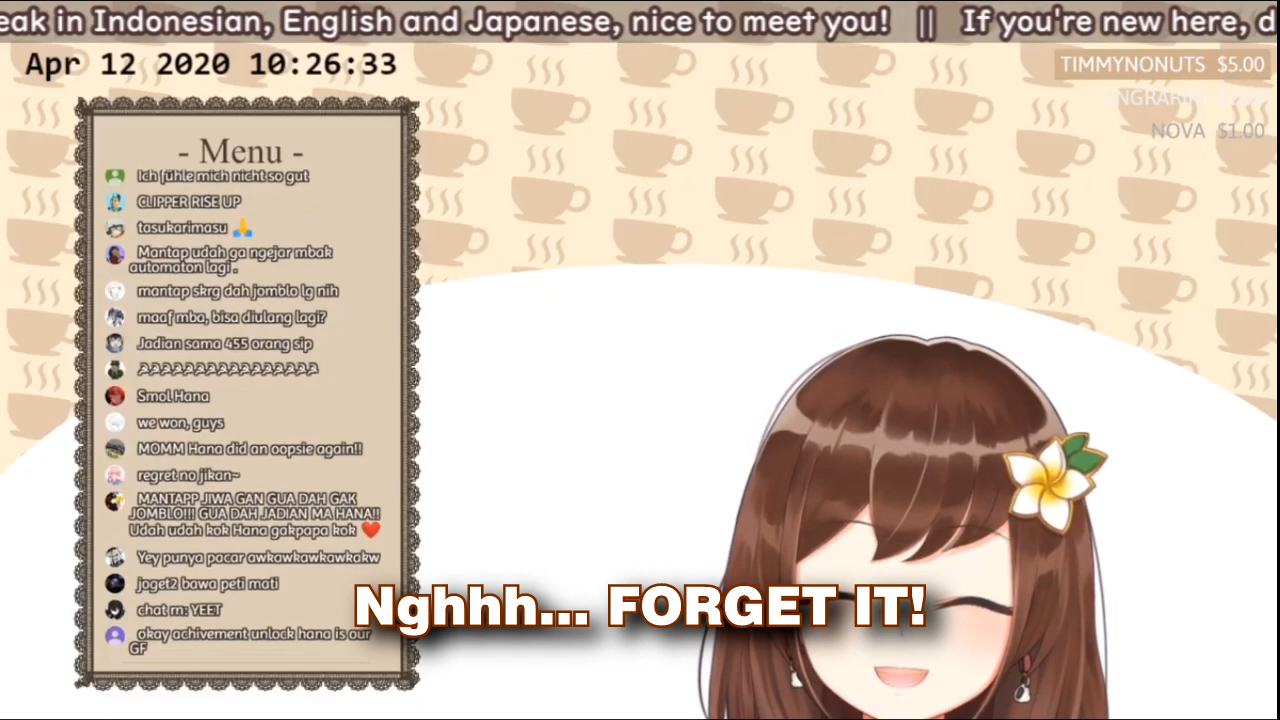 eak in Indonesian, English and Japanese, nice to meet you! || If you're new here, d
Apr 12 2020 10:26:33
TIMMYNONUTS $5.00
NOVA $1.00
- Menu -
Ich fühle mich nicht so gut
CLIPPER RISE UP
tasukarimasu 🙏
Mantap udah ga ngejar mbak
automaton lagi .
mantap skrg dah jomblo lg nih
maaf mba, bisa diulang lagi?
Jadian sama 455 orang sip
Smol Hana
we won, guys
MOMM Hana did an oopsie again!!
regret no jikan~
MANTAPP JIWA GAN GUA DAH GAK
JOMBLO!!! GUA DAH JADIAN MA HANA!!
Udah udah kok Hana gakpapa kok ❤️
Yey punya pacar awkawkawkawkakw
joget2 bawa peti mati
chat rn: YEET
okay achivement unlock hana is our
GF
Nghhh... FORGET IT!